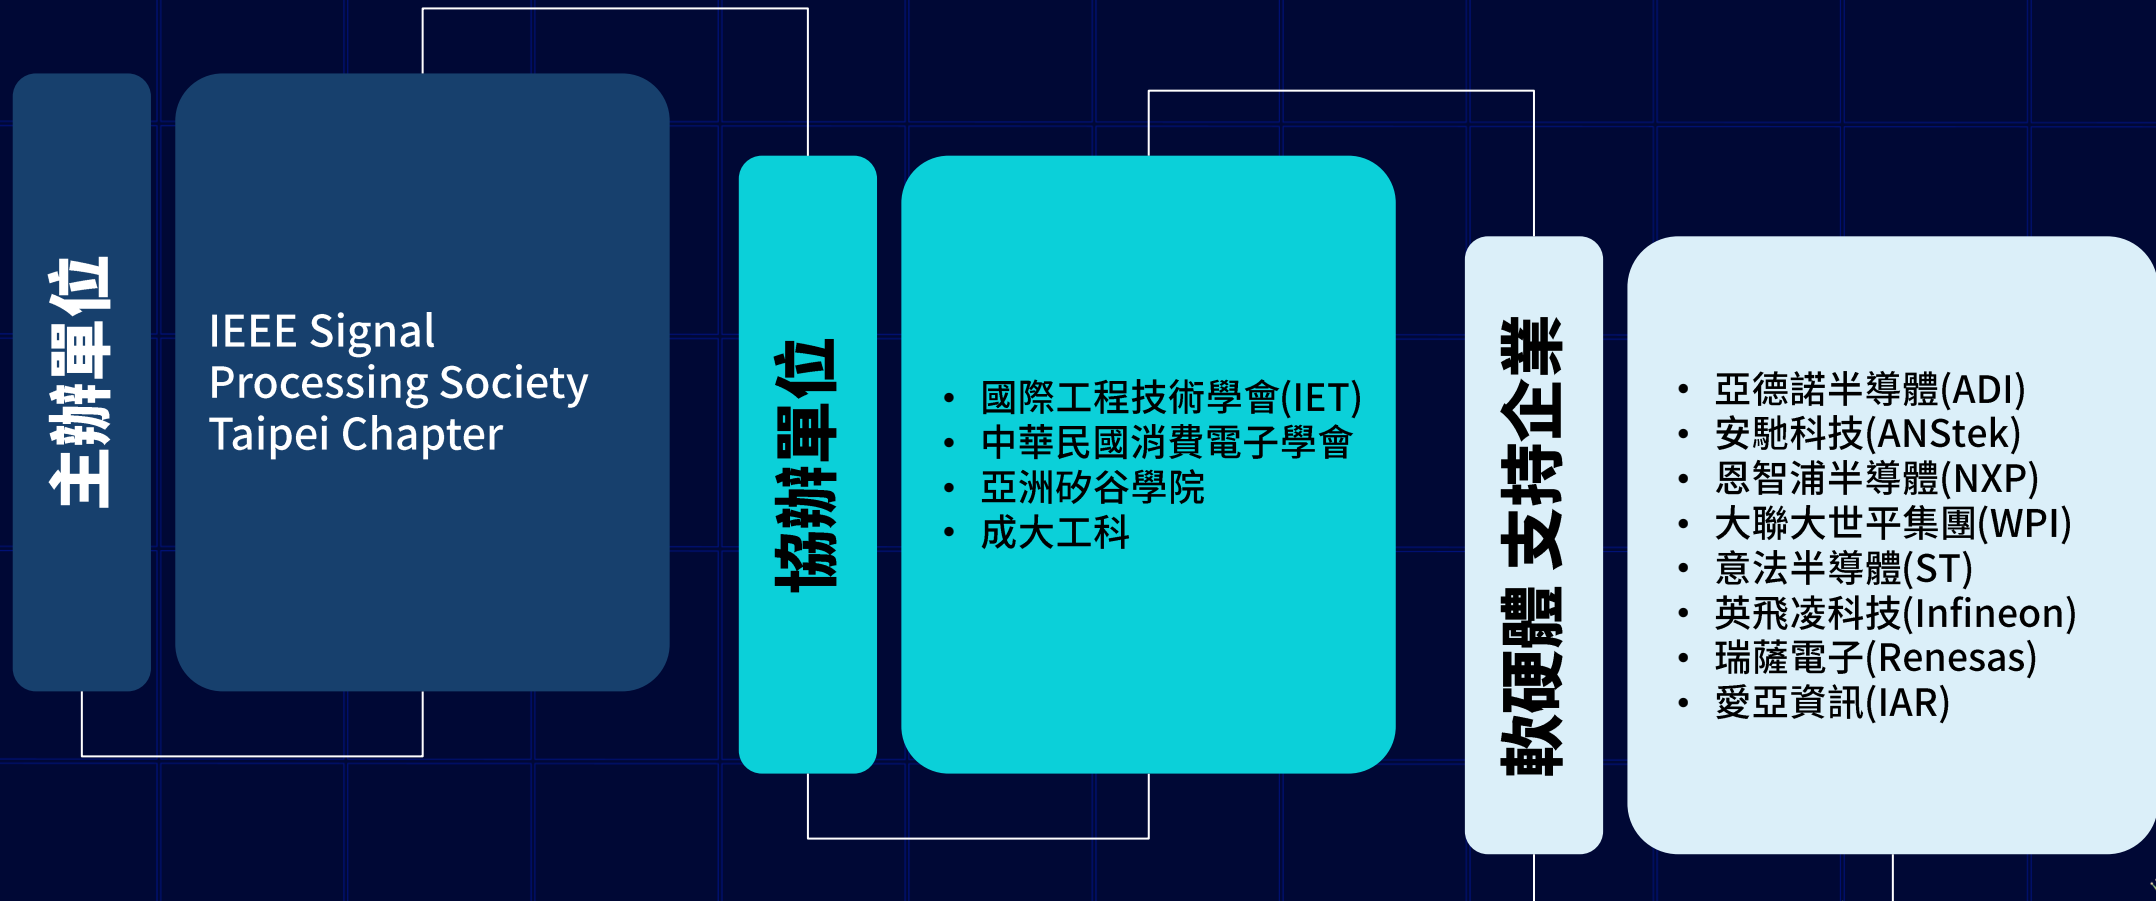 主辦單位
IEEE Signal
Processing Society
Taipei Chapter
協辦單位
• 國際工程技術學會(IET)
• 中華民國消費電子學會
• 亞洲矽谷學院
• 成大工科
軟硬體 支持企業
• 亞德諾半導體(ADI)
• 安馳科技(ANStek)
• 恩智浦半導體(NXP)
• 大聯大世平集團(WPI)
• 意法半導體(ST)
• 英飛凌科技(Infineon)
• 瑞薩電子(Renesas)
• 愛亞資訊(IAR)